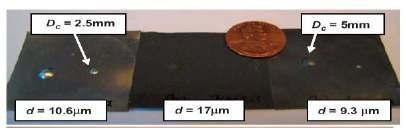 Dc = 2.5mm
Dc = 5mm
d = 10.6µm
d = 17µm
d = 9.3 µm